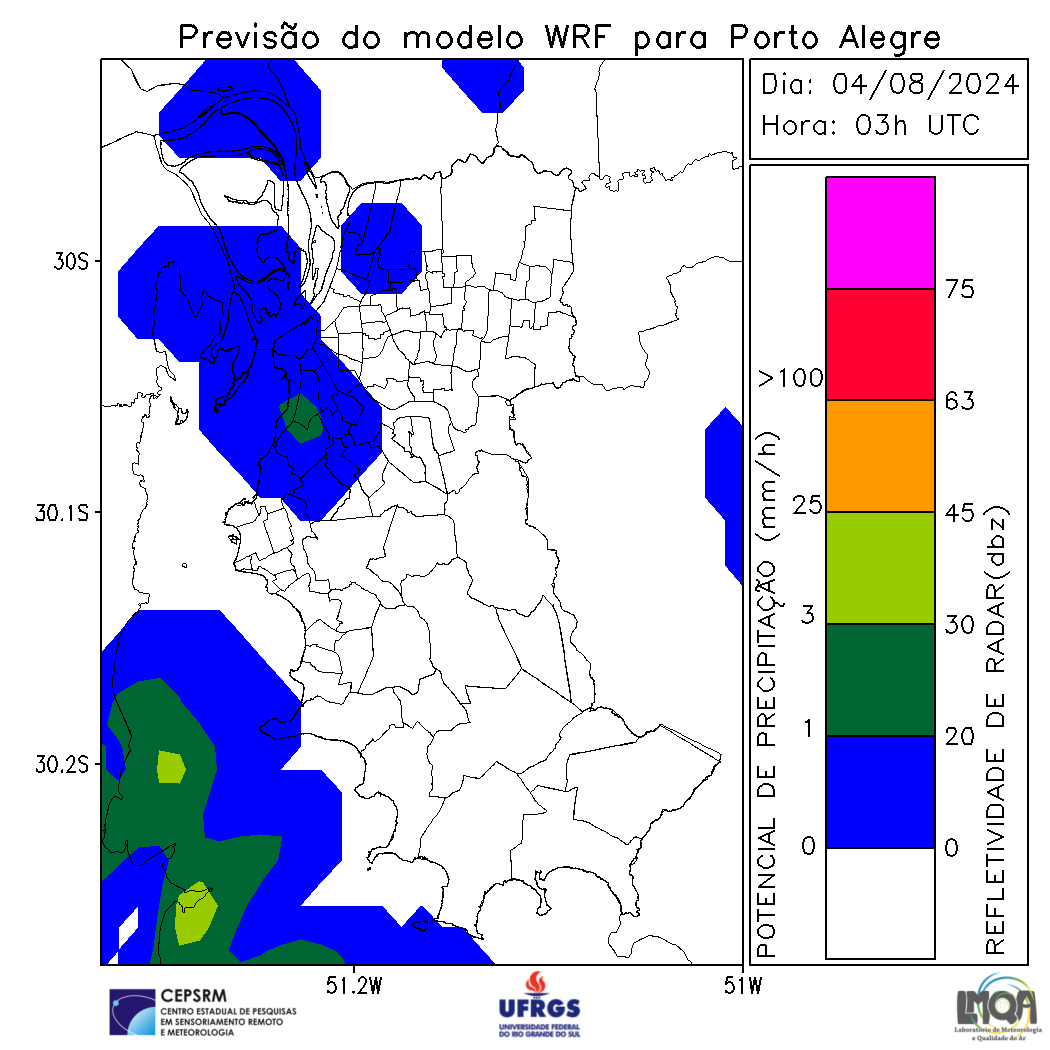 Previsão do modelo WRF para Porto Alegre
Dia: 04/08/2024
Hora: 03h UTC
30S
30.1S
30.2S
51.2W
51W
POTENCIAL DE PRECIPITAÇÃO (mm/h)
>100
25
3
1
0
75
63
45
30
20
0
REFLETIVIDADE DE RADAR(dbz)
CEPSRM
CENTRO ESTADUAL DE PESQUISAS
EM SENSORIAMENTO REMOTO
E METEOROLOGIA
UFRGS
UNIVERSIDADE FEDERAL
DO RIO GRANDE DO SUL
LMQA
Laboratório de Meteorologia
e Qualidade do Ar